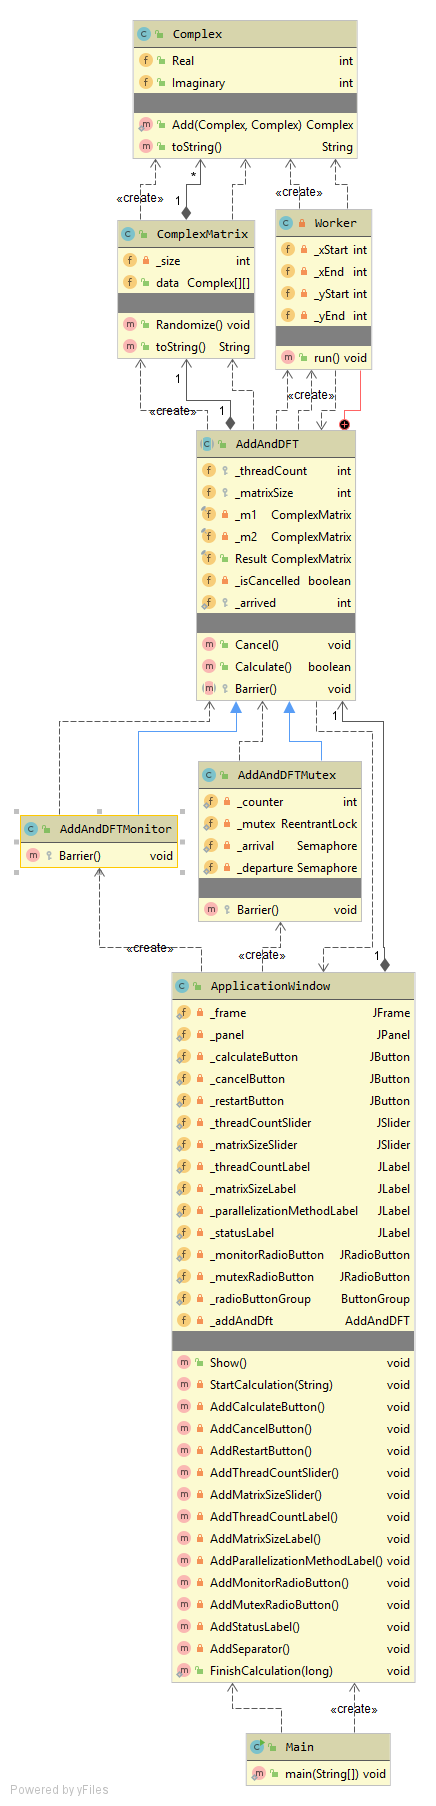 Complex
Real int
Imaginary int
Add(Complex, Complex) Complex
toString() String
«create»
*
«create»
1
ComplexMatrix
_size int
data Complex[][]
Randomize() void
toString() String
Worker
_xStart int
_xEnd int
_yStart int
_yEnd int
run() void
1
«create»
«create»
1
AddAndDFT
_threadCount int
_matrixSize int
_m1 ComplexMatrix
_m2 ComplexMatrix
Result ComplexMatrix
_isCancelled boolean
_arrived int
Cancel() void
Calculate() boolean
Barrier() void
1
AddAndDFTMutex
_counter int
_mutex ReentrantLock
_arrival Semaphore
_departure Semaphore
Barrier() void
AddAndDFTMonitor
Barrier() void
«create»
«create»
1
ApplicationWindow
_frame JFrame
_panel JPanel
_calculateButton JButton
_cancelButton JButton
_restartButton JButton
_threadCountSlider JSlider
_matrixSizeSlider JSlider
_threadCountLabel JLabel
_matrixSizeLabel JLabel
_parallelizationMethodLabel JLabel
_statusLabel JLabel
_monitorRadioButton JRadioButton
_mutexRadioButton JRadioButton
_radioButtonGroup ButtonGroup
_addAndDft AddAndDFT
Show() void
StartCalculation(String) void
AddCalculateButton() void
AddCancelButton() void
AddRestartButton() void
AddThreadCountSlider() void
AddMatrixSizeSlider() void
AddThreadCountLabel() void
AddMatrixSizeLabel() void
AddParallelizationMethodLabel() void
AddMonitorRadioButton() void
AddMutexRadioButton() void
AddStatusLabel() void
AddSeparator() void
FinishCalculation(long) void
«create»
Main
main(String[]) void
Powered by yFiles